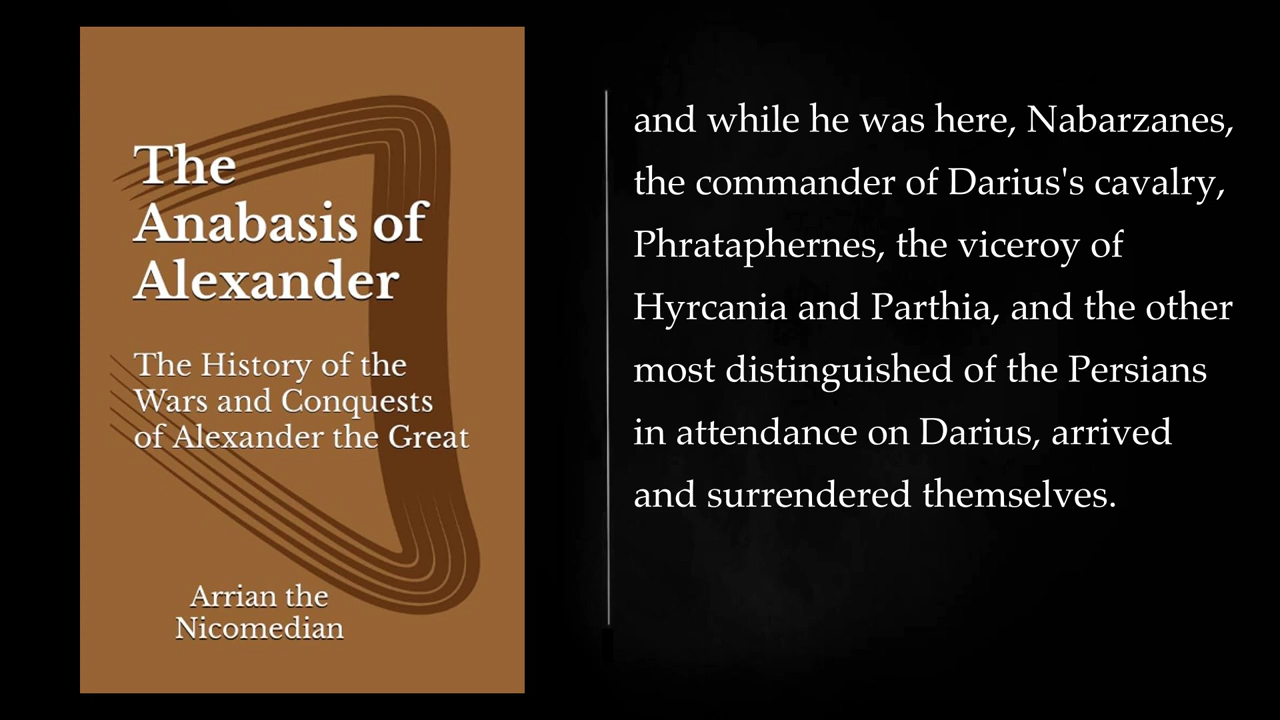 The
Anabasis of
Alexander
The History of the
Wars and Conquests
of Alexander the Great
Arrian the
Nicomedian
and while he was here, Nabarzanes,
the commander of Darius's cavalry,
Phrataphernes, the viceroy of
Hyrcania and Parthia, and the other
most distinguished of the Persians
in attendance on Darius, arrived
and surrendered themselves.